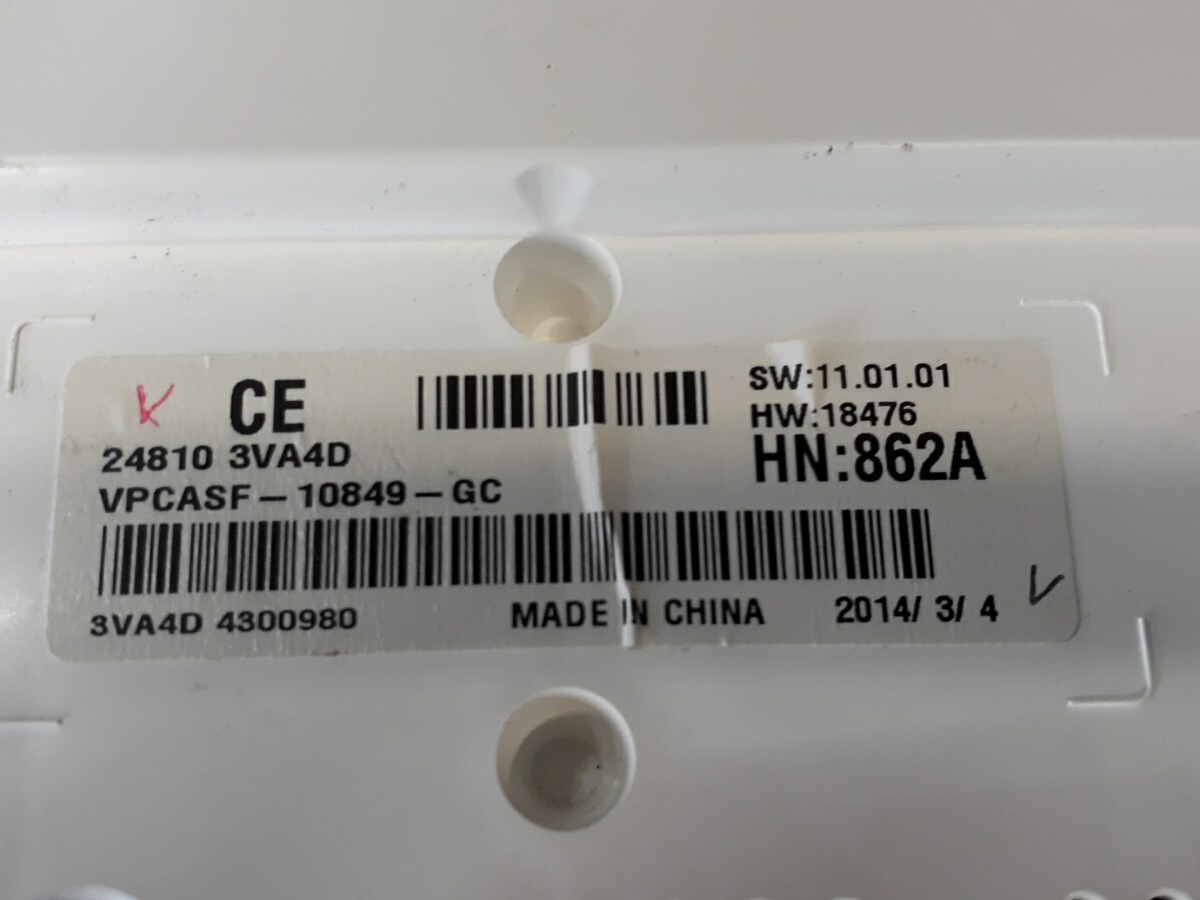 CE
SW:11.01.01
HW:18476
24810 3VA4D
HN:862A
VPCASF-10849-GC
3VA4D 4300980 MADE IN CHINA 2014/ 3/ 4